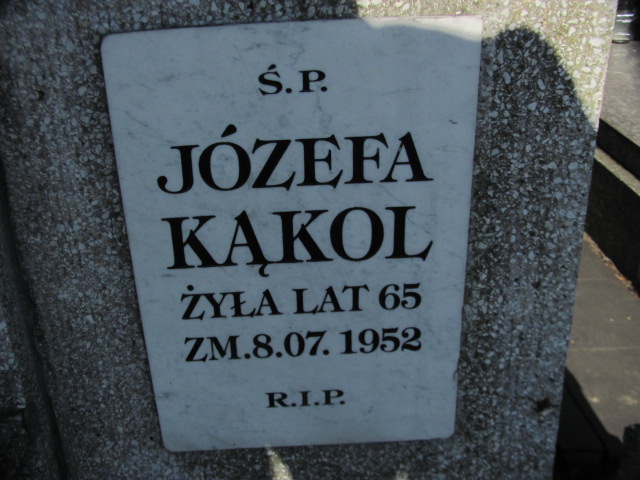 Ś.P.
JÓZEFA
KĄKOL
ŻYŁA LAT 65
ZM.8.07. 1952
R.I.P.